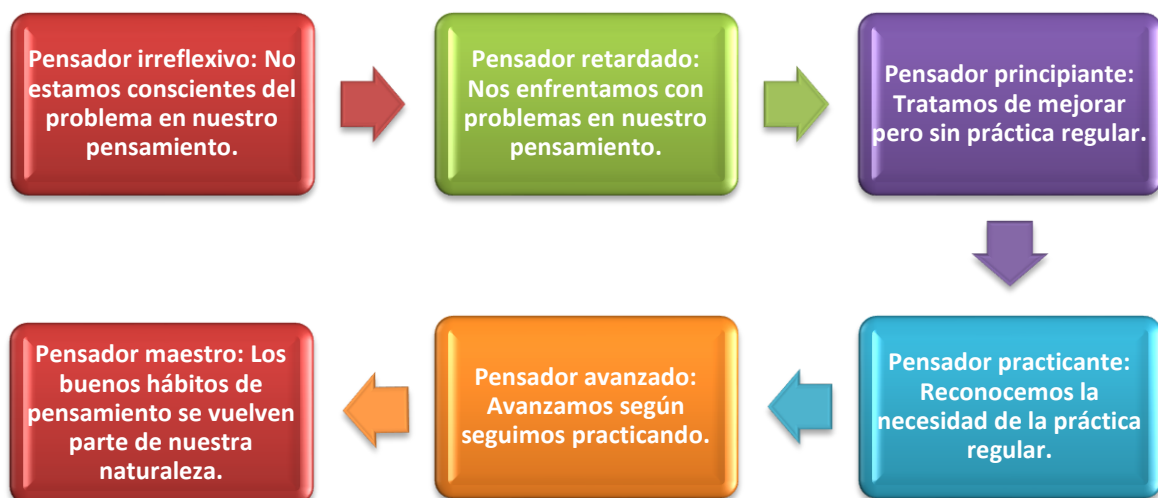 Pensador irreflexivo: No
estamos conscientes del
problema en nuestro
pensamiento.
Pensador retardado:
Nos enfrentamos con
problemas en nuestro
pensamiento.
Pensador principiante:
Tratamos de mejorar
pero sin práctica regular.
Pensador practicante:
Reconocemos la
necesidad de la práctica
regular.
Pensador avanzado:
Avanzamos según
seguimos practicando.
Pensador maestro: Los
buenos hábitos de
pensamiento se vuelven
parte de nuestra
naturaleza.